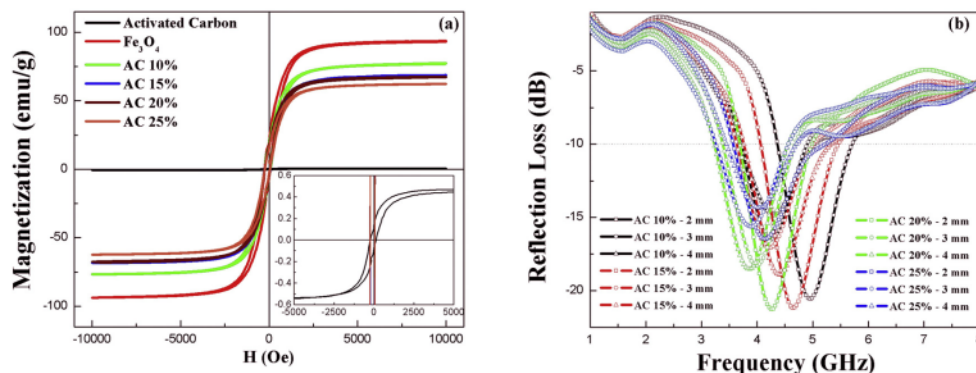 (a)
Activated Carbon
Fe₃O₄
AC 10%
AC 15%
AC 20%
AC 25%
Magnetization (emu/g)
100
50
0
-50
-100
-10000 -5000 0 5000 10000
H (Oe)
0.6
0.4
0.2
0.0
-0.2
-0.4
-0.6
-5000 0 5000
(b)
Reflection Loss (dB)
-5
-10
-15
-20
1 2 3 4 5 6 7 8
Frequency (GHz)
AC 10% - 2 mm
AC 10% - 3 mm
AC 10% - 4 mm
AC 15% - 2 mm
AC 15% - 3 mm
AC 15% - 4 mm
AC 20% - 2 mm
AC 20% - 3 mm
AC 20% - 4 mm
AC 25% - 2 mm
AC 25% - 3 mm
AC 25% - 4 mm